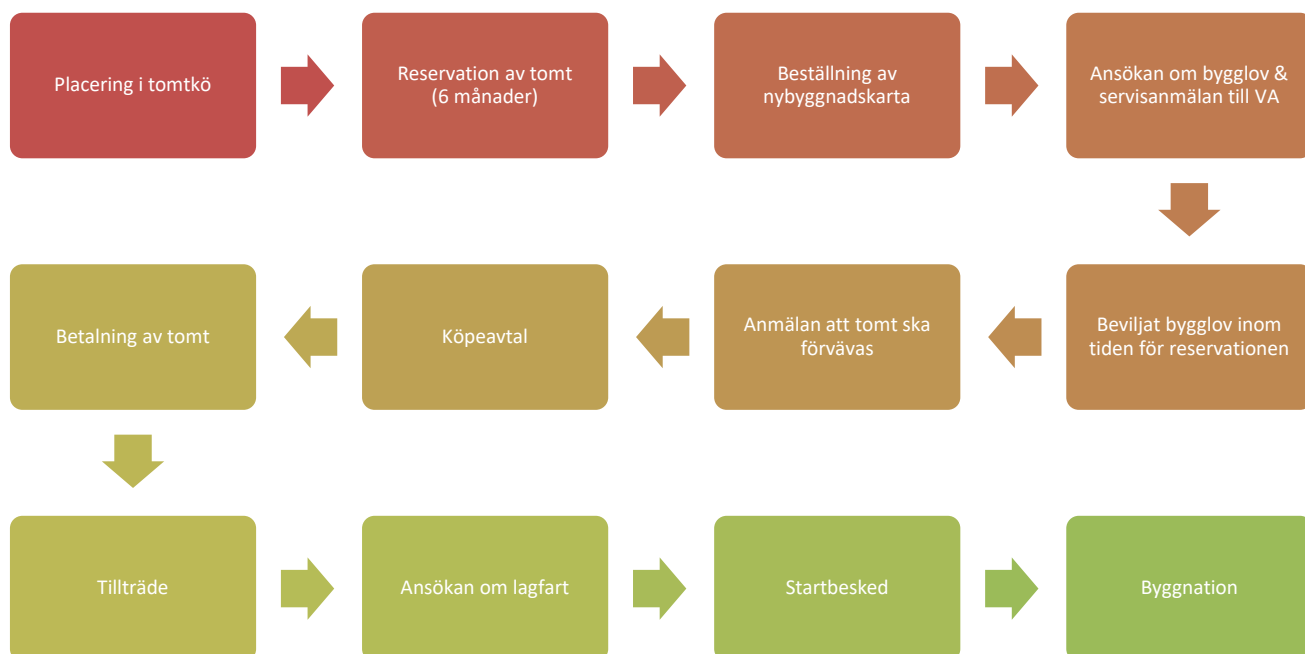 Placering i tomtkö
Reservation av tomt
(6 månader)
Beställning av
nybyggnadskarta
Ansökan om bygglov &
servisanmälan till VA
Beviljat bygglov inom
tiden för reservationen
Anmälan att tomt ska
förvävas
Köpeavtal
Betalning av tomt
Tillträde
Ansökan om lagfart
Startbesked
Byggnation